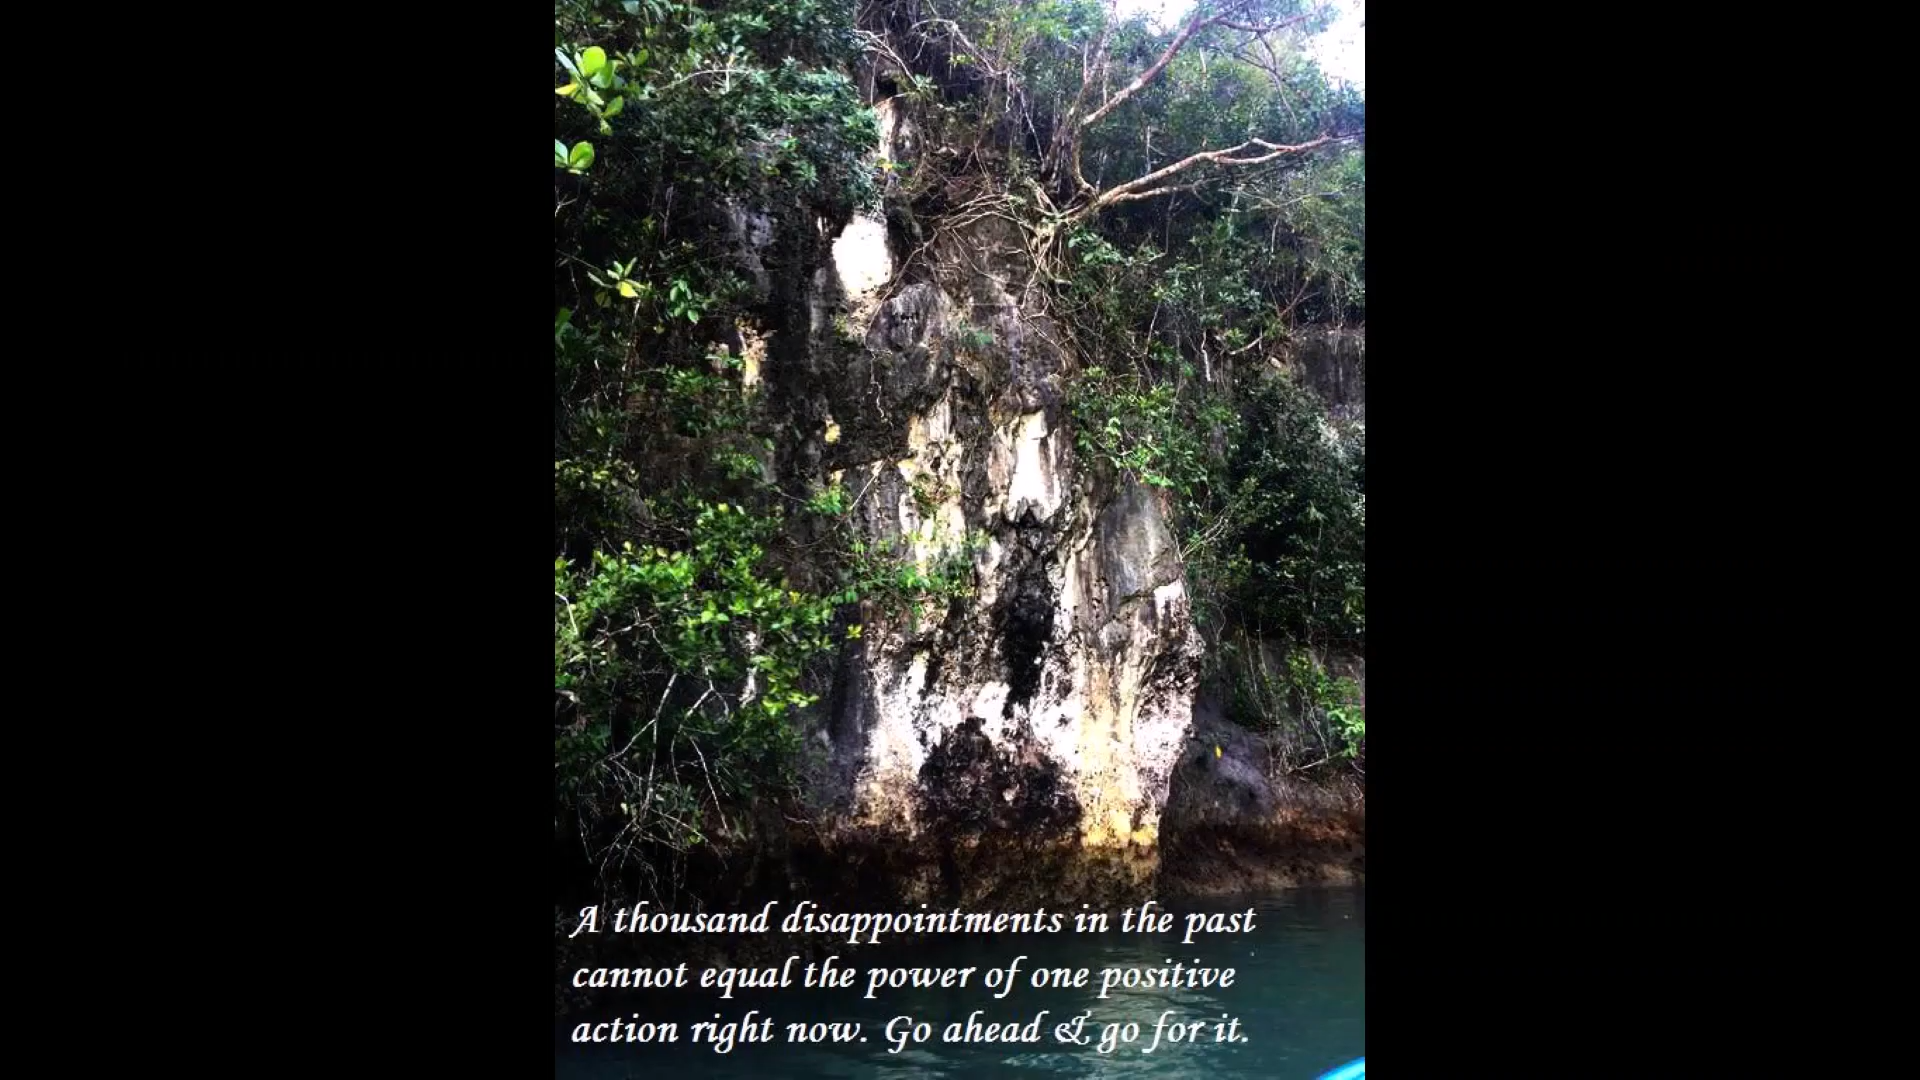 A thousand disappointments in the past
cannot equal the power of one positive
action right now. Go ahead & go for it.